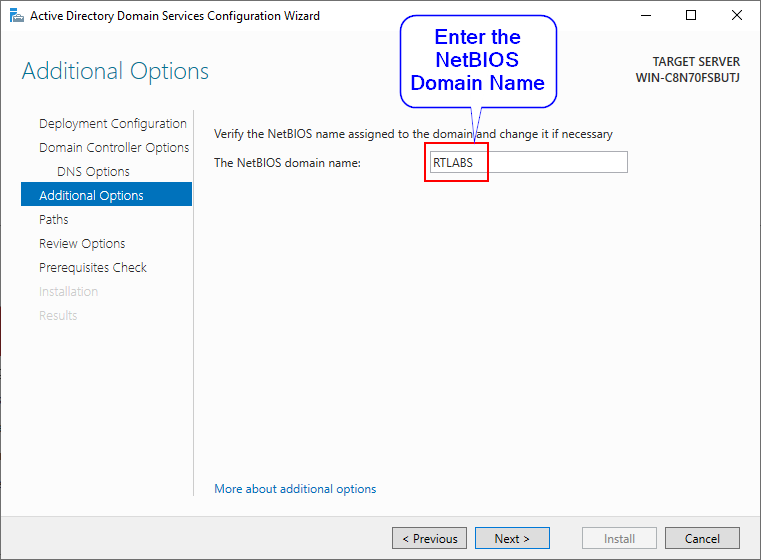 Active Directory Domain Services Configuration Wizard
Enter the
NetBIOS
Domain Name
Additional Options
TARGET SERVER
WIN-C8N70FSBUTJ
Deployment Configuration
Domain Controller Options
DNS Options
Additional Options
Paths
Review Options
Prerequisites Check
Installation
Results
Verify the NetBIOS name assigned to the domain and change it if necessary
The NetBIOS domain name: RTLABS
More about additional options
< Previous Next > Install Cancel